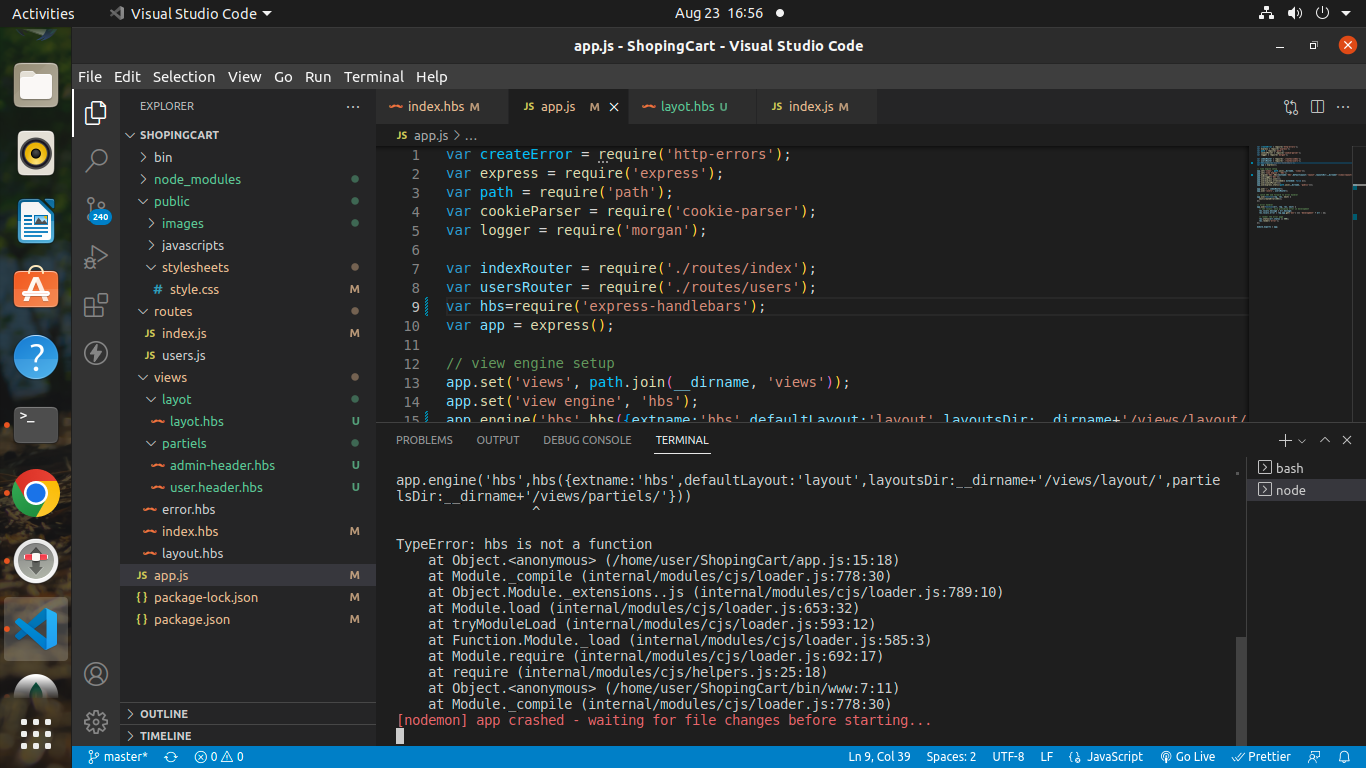 Activities
Visual Studio Code
Aug 23 16:56
app.js - ShopingCart - Visual Studio Code
File Edit Selection View Go Run Terminal Help
EXPLORER
SHOPINGCART
bin
node_modules
public
images
javascripts
stylesheets
# style.css M
routes
JS index.js M
JS users.js
views
layot
layot.hbs U
partiels
admin-header.hbs U
user.header.hbs U
error.hbs
index.hbs M
layout.hbs
JS app.js M
{} package-lock.json M
{} package.json M
OUTLINE
TIMELINE
240
index.hbs M
JS app.js M
layot.hbs U
JS index.js M
JS app.js > ...
1 var createError = require('http-errors');
2 var express = require('express');
3 var path = require('path');
4 var cookieParser = require('cookie-parser');
5 var logger = require('morgan');
6
7 var indexRouter = require('./routes/index');
8 var usersRouter = require('./routes/users');
9 var hbs=require('express-handlebars');
10 var app = express();
11
12 // view engine setup
13 app.set('views', path.join(__dirname, 'views'));
14 app.set('view engine', 'hbs');
15 app.engine('hbs',hbs({extname:'hbs',defaultLayout:'layout',layoutsDir:__dirname+'/views/layout/
PROBLEMS OUTPUT DEBUG CONSOLE TERMINAL
app.engine('hbs',hbs({extname:'hbs',defaultLayout:'layout',layoutsDir:__dirname+'/views/layout/',partie
lsDir:__dirname+'/views/partiels/'}))
^
TypeError: hbs is not a function
at Object.<anonymous> (/home/user/ShopingCart/app.js:15:18)
at Module._compile (internal/modules/cjs/loader.js:778:30)
at Object.Module._extensions..js (internal/modules/cjs/loader.js:789:10)
at Module.load (internal/modules/cjs/loader.js:653:32)
at tryModuleLoad (internal/modules/cjs/loader.js:593:12)
at Function.Module._load (internal/modules/cjs/loader.js:585:3)
at Module.require (internal/modules/cjs/loader.js:692:17)
at require (internal/modules/cjs/helpers.js:25:18)
at Object.<anonymous> (/home/user/ShopingCart/bin/www:7:11)
at Module._compile (internal/modules/cjs/loader.js:778:30)
[nodemon] app crashed - waiting for file changes before starting...
bash
node
master*
0 0
Ln 9, Col 39
Spaces: 2
UTF-8
LF
{} JavaScript
Go Live
Prettier